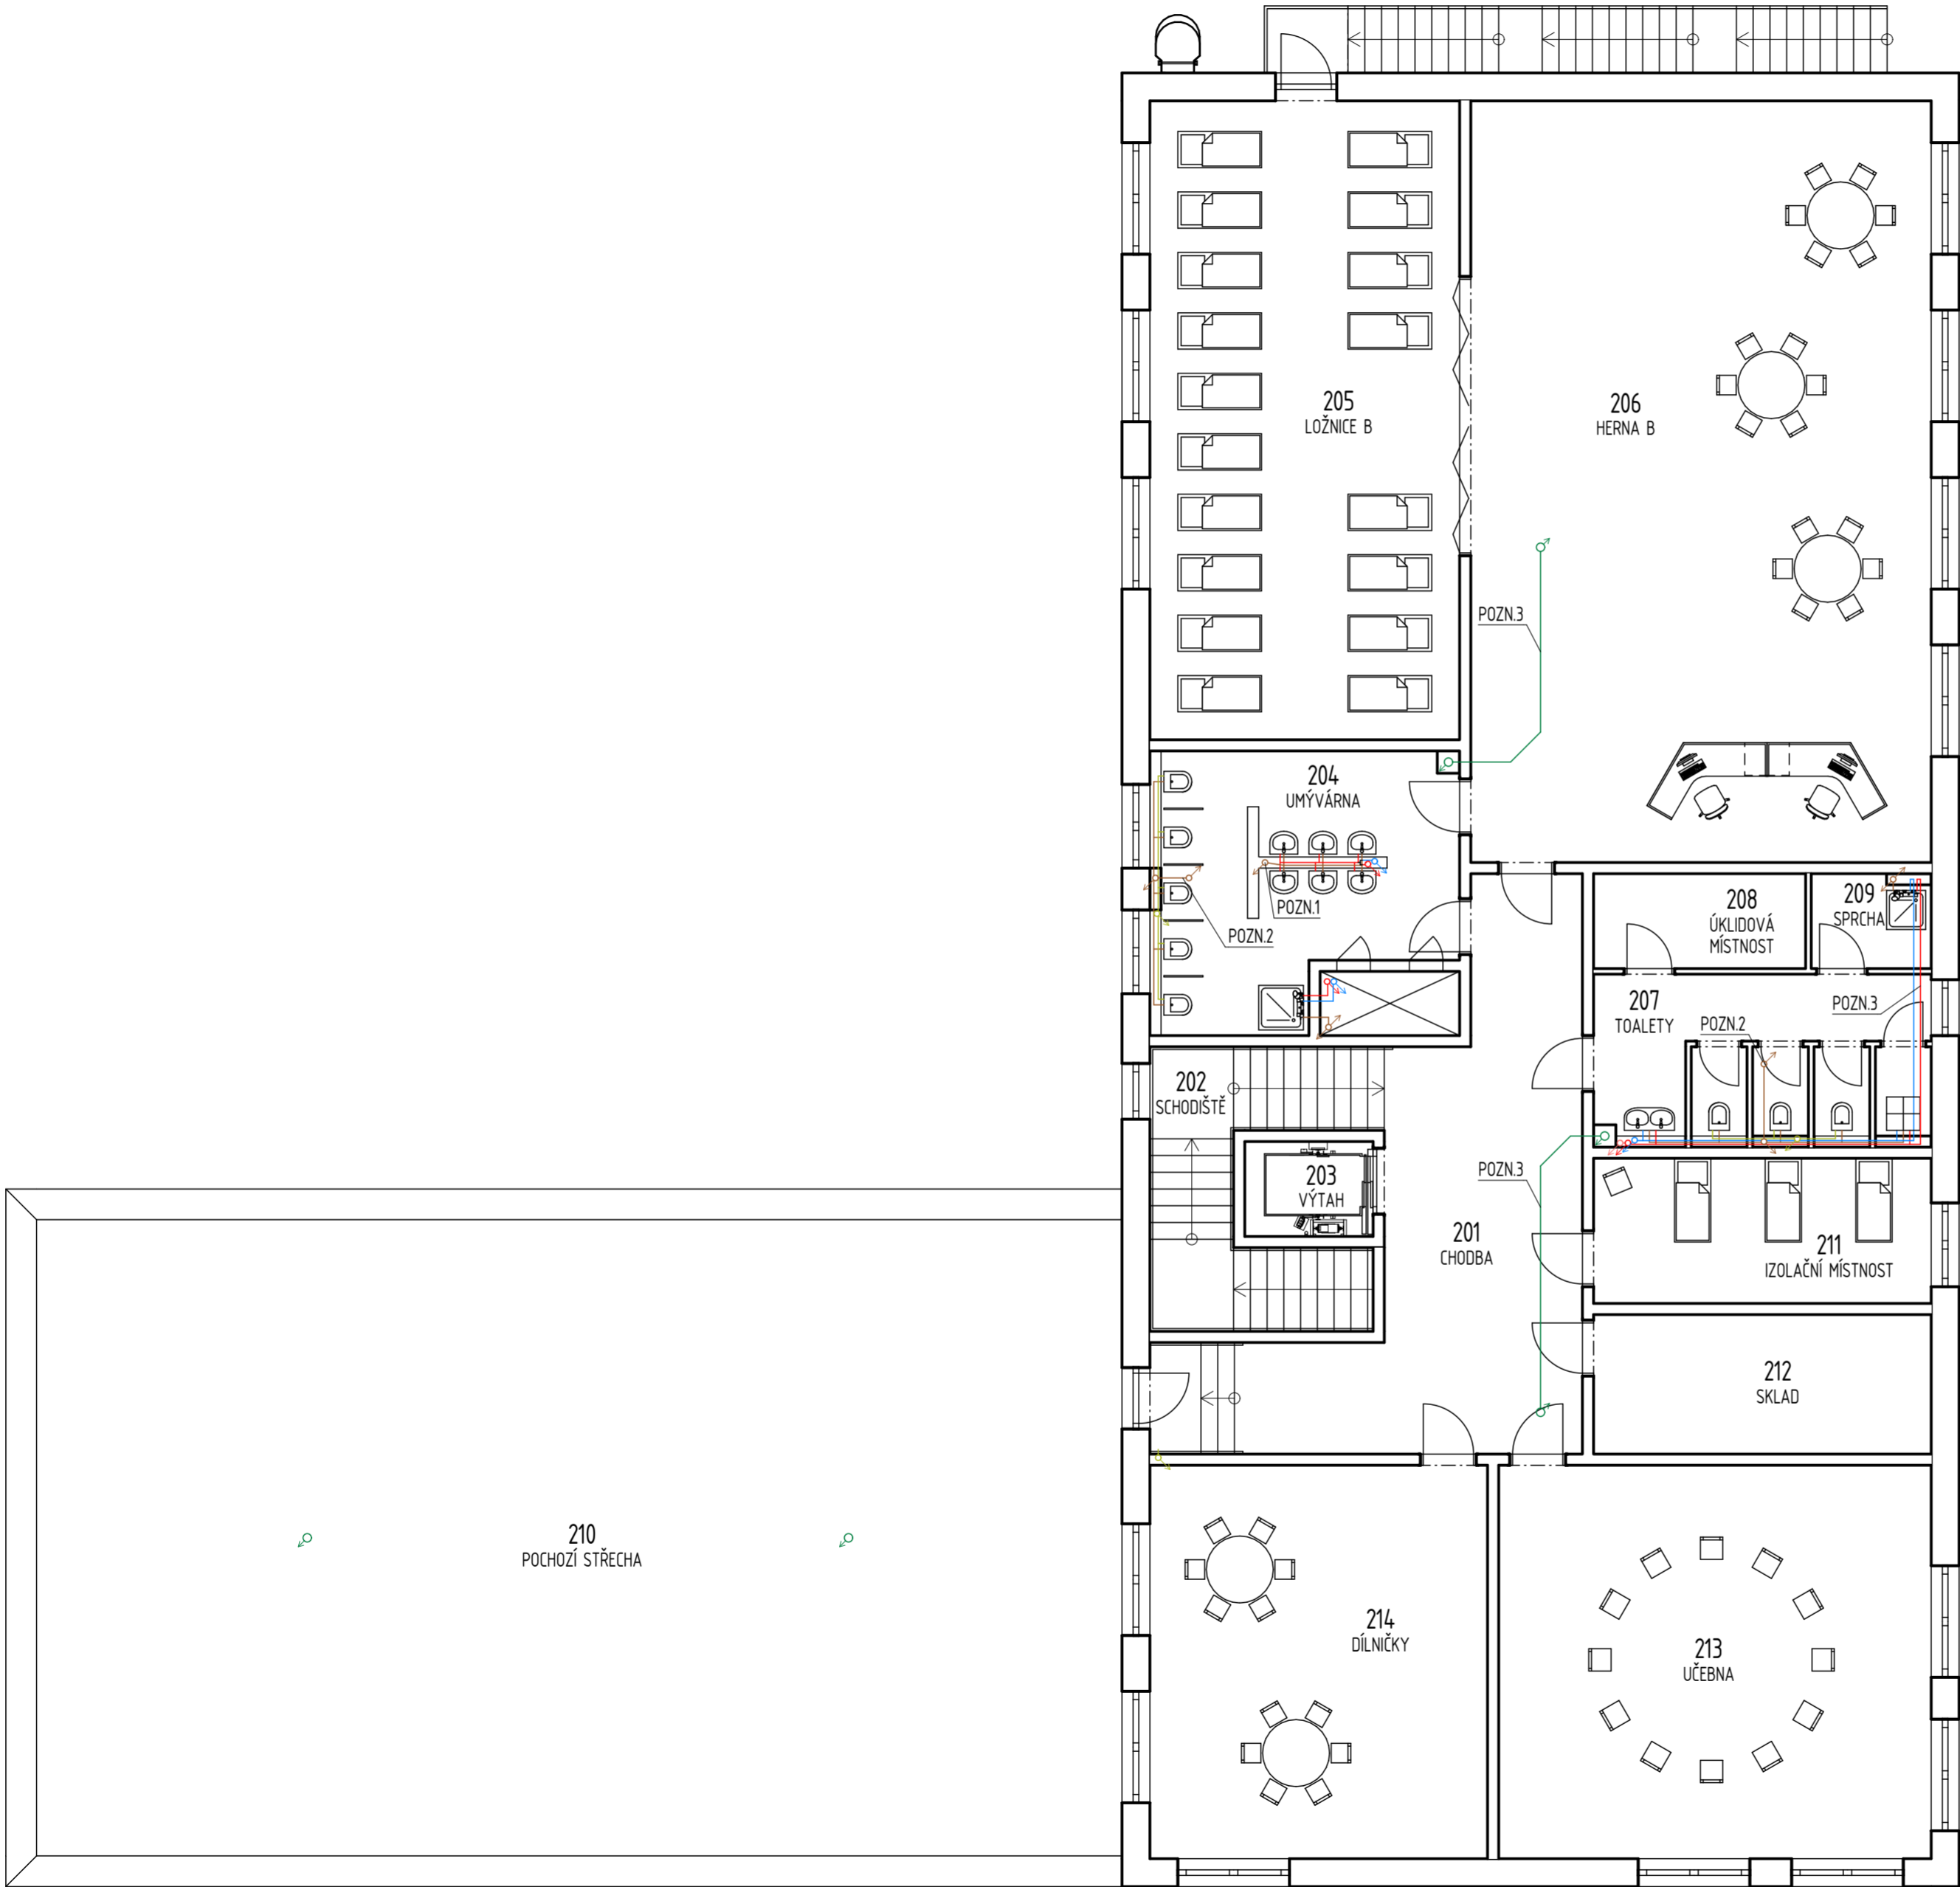 205
LOŽNICE B
206
HERNA B
POZN.3
204
UMÝVÁRNA
POZN.1
POZN.2
208
ÚKLIDOVÁ
MÍSTNOST
209
SPRCHA
207
TOALETY
POZN.2
POZN.3
202
SCHODIŠTĚ
203
VÝTAH
POZN.3
201
CHODBA
211
IZOLAČNÍ MÍSTNOST
212
SKLAD
210
POCHOZÍ STŘECHA
214
DÍLNIČKY
213
UČEBNA